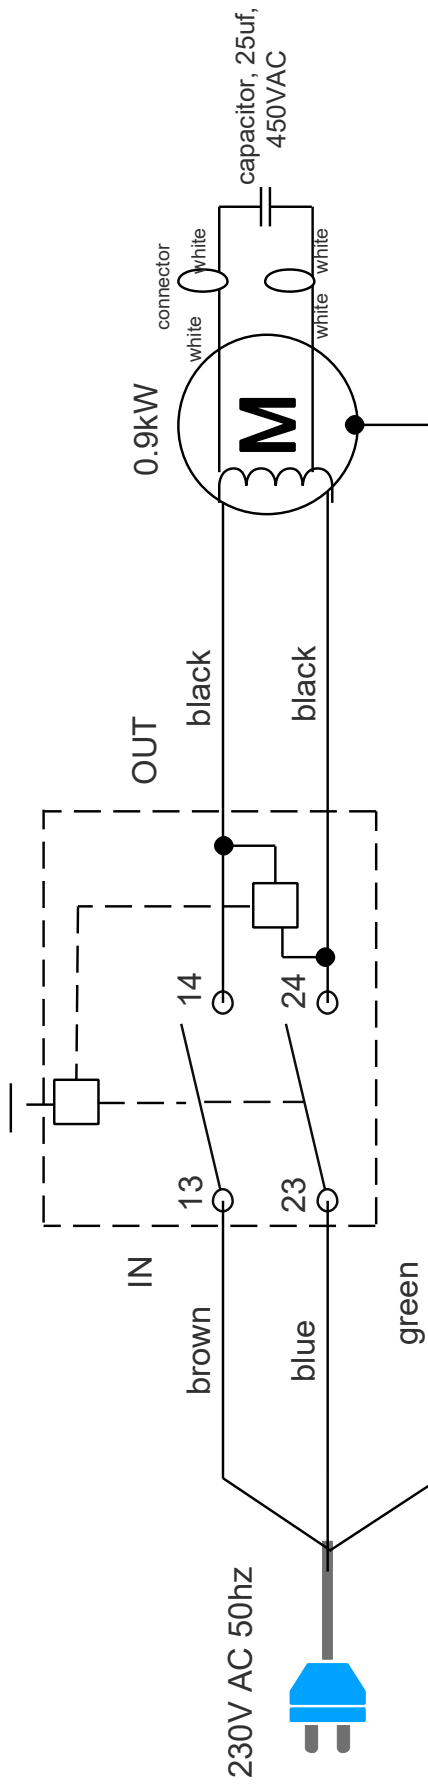 capacitor, 25uf,
450VAC
connector
white
white
white
white
0.9kW
M
black
black
OUT
14
24
13
23
IN
brown
blue
green
230V AC 50hz